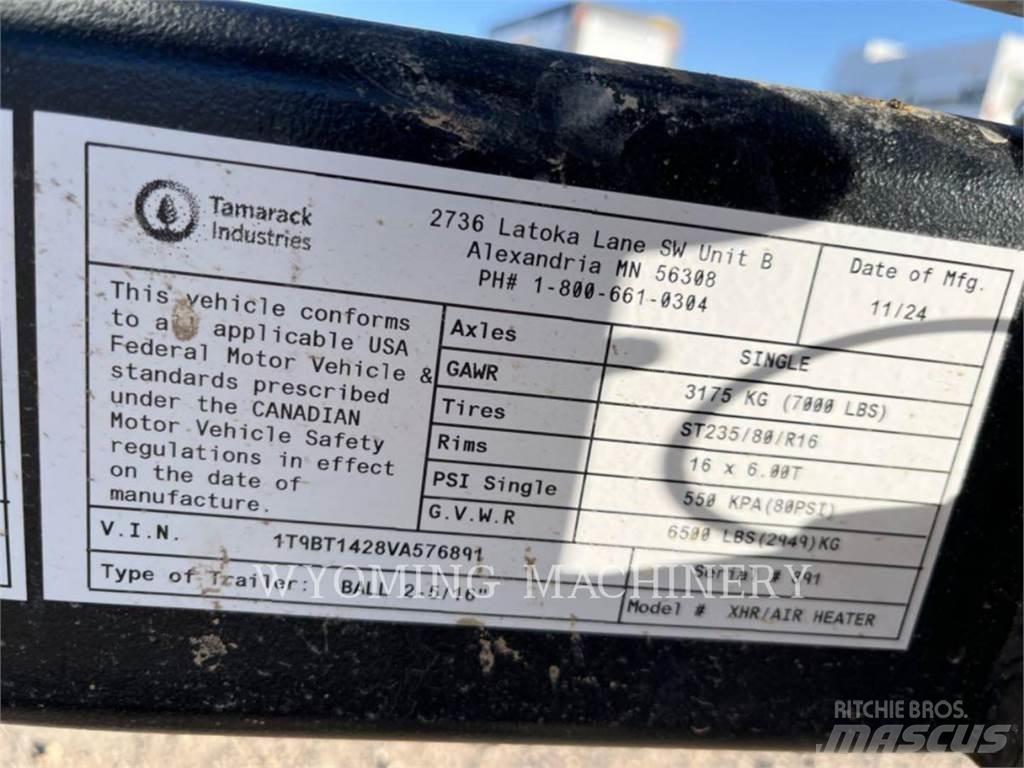 Tamarack
Industries
2736 Latoka Lane SW Unit B
Alexandria MN 56308
PH# 1-800-661-0304
Date of Mfg.
11/24
This vehicle conforms
to applicable USA
Federal Motor Vehicle &
standards prescribed
under the CANADIAN
Motor Vehicle Safety
regulations in effect
on the date of
manufacture.
Axles SINGLE
GAWR 3175 KG (7000 LBS)
Tires ST235/80/R16
Rims 16 x 6.00T
PSI Single 550 KPA(80PSI)
G.V.W.R 6500 LBS(2949)KG
V.I.N. 1T9BT1428VA576891
Serial #
Type of Trailer: BALL 2-5/16"
Model # XHR/AIR HEATER
WYOMING MACHINERY
RITCHIE BROS.
MASCUS